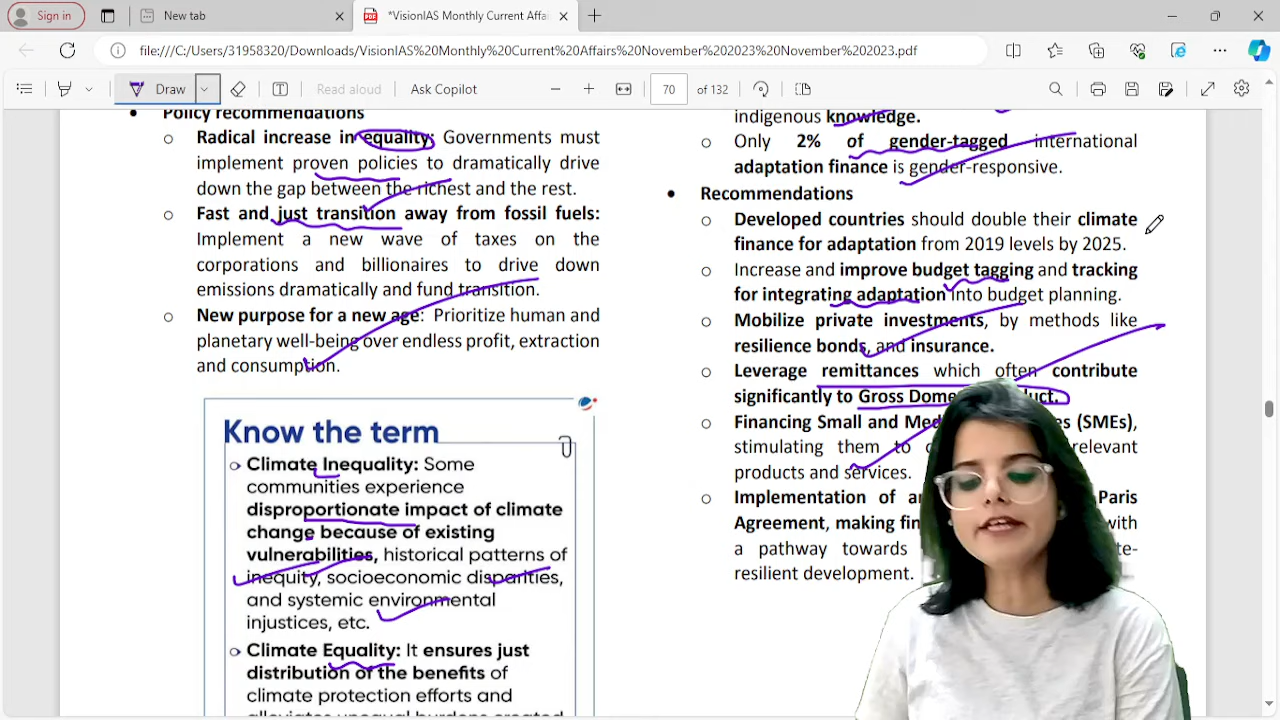 Sign in
New tab
*VisionIAS Monthly Current Affai
file:///C:/Users/31958320/Downloads/VisionIAS%20Monthly%20Current%20Affairs%20November%202023%20November%202023.pdf
Draw
Read aloud
Ask Copilot
70 of 132
Policy recommendations
Radical increase in equality: Governments must
implement proven policies to dramatically drive
down the gap between the richest and the rest.
Fast and just transition away from fossil fuels:
Implement a new wave of taxes on the
corporations and billionaires to drive down
emissions dramatically and fund transition.
New purpose for a new age: Prioritize human and
planetary well-being over endless profit, extraction
and consumption.
Know the term
Climate Inequality: Some
communities experience
disproportionate impact of climate
change because of existing
vulnerabilities, historical patterns of
inequity, socioeconomic disparities,
and systemic environmental
injustices, etc.
Climate Equality: It ensures just
distribution of the benefits of
climate protection efforts and
indigenous knowledge.
Only 2% of gender-tagged international
adaptation finance is gender-responsive.
Recommendations
Developed countries should double their climate
finance for adaptation from 2019 levels by 2025.
Increase and improve budget tagging and tracking
for integrating adaptation into budget planning.
Mobilize private investments, by methods like
resilience bonds, and insurance.
Leverage remittances which often contribute
significantly to Gross Dome uct.
Financing Small and Med es (SMEs),
stimulating them to relevant
products and services.
Implementation of Paris
Agreement, making fin with
a pathway towards
resilient development.